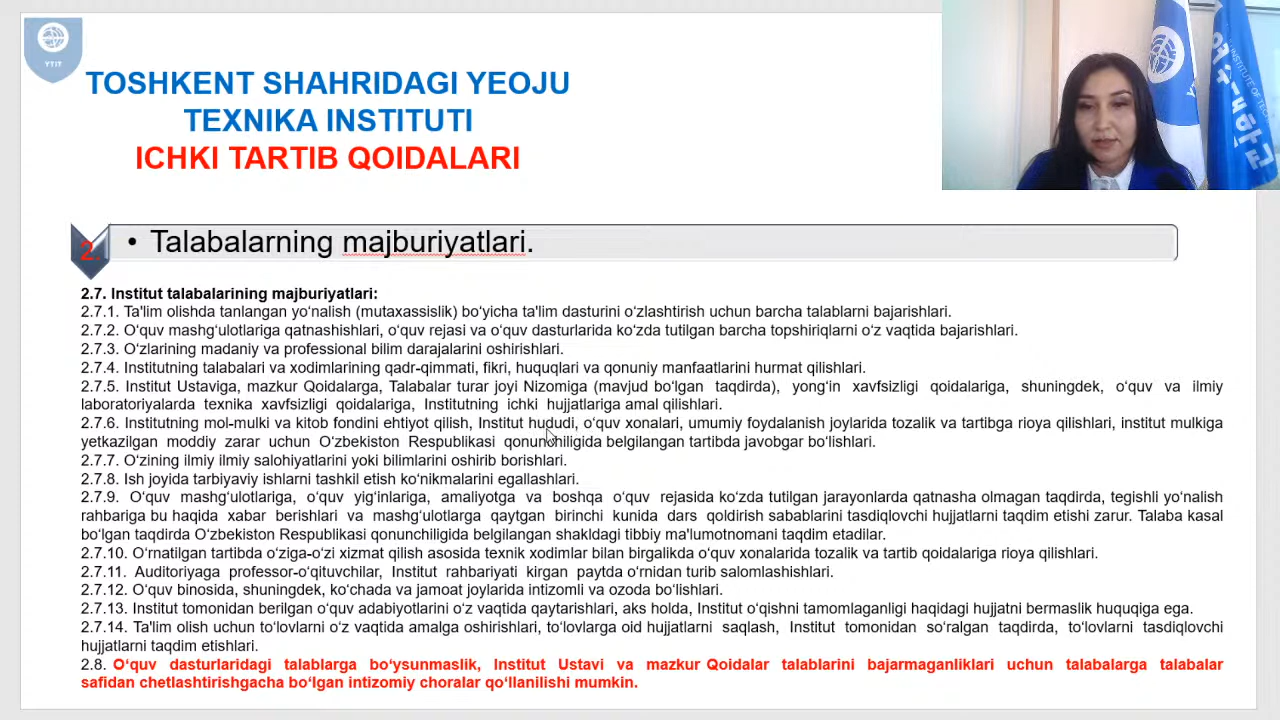 YTIT
TOSHKENT SHAHRIDAGI YEOJU
TEXNIKA INSTITUTI
ICHKI TARTIB QOIDALARI
INSTITUTE OF TEC
여주대학교
2.
• Talabalarning majburiyatlari.
2.7. Institut talabalarining majburiyatlari:
2.7.1. Ta'lim olishda tanlangan yo‘nalish (mutaxassislik) bo‘yicha ta'lim dasturini o‘zlashtirish uchun barcha talablarni bajarishlari.
2.7.2. O‘quv mashg‘ulotlariga qatnashishlari, o‘quv rejasi va o‘quv dasturlarida ko‘zda tutilgan barcha topshiriqlarni o‘z vaqtida bajarishlari.
2.7.3. O‘zlarining madaniy va professional bilim darajalarini oshirishlari.
2.7.4. Institutning talabalari va xodimlarining qadr-qimmati, fikri, huquqlari va qonuniy manfaatlarini hurmat qilishlari.
2.7.5. Institut Ustaviga, mazkur Qoidalarga, Talabalar turar joyi Nizomiga (mavjud bo‘lgan taqdirda), yong‘in xavfsizligi qoidalariga, shuningdek, o‘quv va ilmiy
laboratoriyalarda texnika xavfsizligi qoidalariga, Institutning ichki hujjatlariga amal qilishlari.
2.7.6. Institutning mol-mulki va kitob fondini ehtiyot qilish, Institut hududi, o‘quv xonalari, umumiy foydalanish joylarida tozalik va tartibga rioya qilishlari, institut mulkiga
yetkazilgan moddiy zarar uchun O‘zbekiston Respublikasi qonunchiligida belgilangan tartibda javobgar bo‘lishlari.
2.7.7. O‘zining ilmiy ilmiy salohiyatlarini yoki bilimlarini oshirib borishlari.
2.7.8. Ish joyida tarbiyaviy ishlarni tashkil etish ko‘nikmalarini egallashlari.
2.7.9. O‘quv mashg‘ulotlariga, o‘quv yig‘inlariga, amaliyotga va boshqa o‘quv rejasida ko‘zda tutilgan jarayonlarda qatnasha olmagan taqdirda, tegishli yo‘nalish
rahbariga bu haqida xabar berishlari va mashg‘ulotlarga qaytgan birinchi kunida dars qoldirish sabablarini tasdiqlovchi hujjatlarni taqdim etishi zarur. Talaba kasal
bo‘lgan taqdirda O‘zbekiston Respublikasi qonunchiligida belgilangan shakldagi tibbiy ma'lumotnomani taqdim etadilar.
2.7.10. O‘rnatilgan tartibda o‘ziga-o‘zi xizmat qilish asosida texnik xodimlar bilan birgalikda o‘quv xonalarida tozalik va tartib qoidalariga rioya qilishlari.
2.7.11. Auditoriyaga professor-o‘qituvchilar, Institut rahbariyati kirgan paytda o‘rnidan turib salomlashishlari.
2.7.12. O‘quv binosida, shuningdek, ko‘chada va jamoat joylarida intizomli va ozoda bo‘lishlari.
2.7.13. Institut tomonidan berilgan o‘quv adabiyotlarini o‘z vaqtida qaytarishlari, aks holda, Institut o‘qishni tamomlaganligi haqidagi hujjatni bermaslik huquqiga ega.
2.7.14. Ta'lim olish uchun to‘lovlarni o‘z vaqtida amalga oshirishlari, to‘lovlarga oid hujjatlarni saqlash, Institut tomonidan so‘ralgan taqdirda, to‘lovlarni tasdiqlovchi
hujjatlarni taqdim etishlari.
2.8. O‘quv dasturlaridagi talablarga bo‘ysunmaslik, Institut Ustavi va mazkur Qoidalar talablarini bajarmaganliklari uchun talabalarga talabalar
safidan chetlashtirishgacha bo‘lgan intizomiy choralar qo‘llanilishi mumkin.